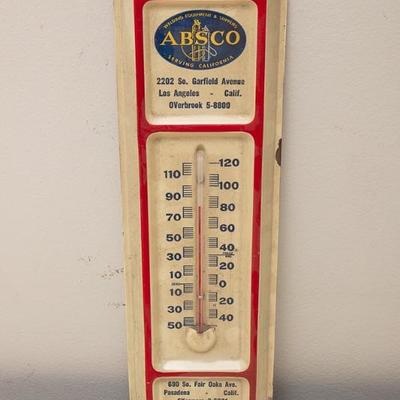 WELDING EQUIPMENT & SUPPLIES
ABSCO
SERVING CALIFORNIA
2202 So. Garfield Avenue
Los Angeles - Calif.
OVerbrook 5-8800
120
110
100
90
80
70
60
50
40
30
20
10
0
10
20
30
40
50
680 So. Fair Oaks Ave.
Pasadena - Calif.